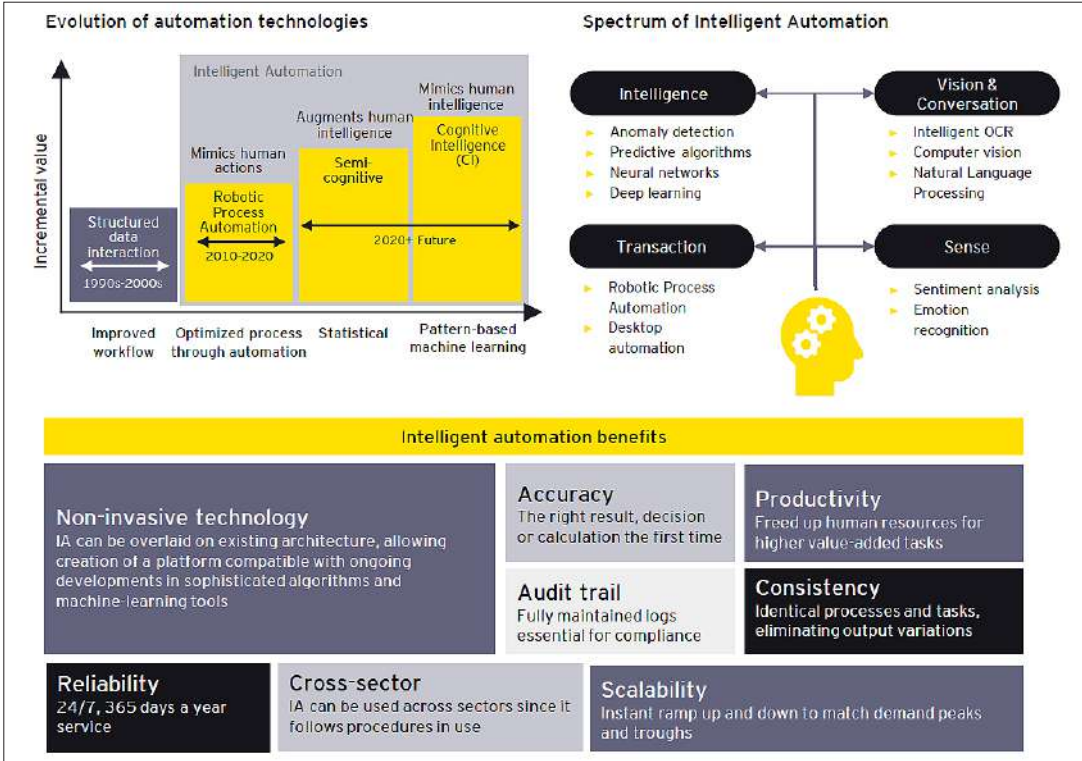 Evolution of automation technologies
Incremental value
Intelligent Automation
Structured
data
interaction
1990s-2000s
Mimics human
actions
Robotic
Process
Automation
2010-2020
Augments human
intelligence
Semi-
cognitive
Mimics human
intelligence
Cognitive
Intelligence
(CI)
2020+ Future
Improved
workflow
Optimized process
through automation
Statistical
Pattern-based
machine learning
Spectrum of Intelligent Automation
Intelligence
Anomaly detection
Predictive algorithms
Neural networks
Deep learning
Vision &
Conversation
Intelligent OCR
Computer vision
Natural Language
Processing
Transaction
Robotic Process
Automation
Desktop
automation
Sense
Sentiment analysis
Emotion
recognition
Intelligent automation benefits
Non-invasive technology
IA can be overlaid on existing architecture, allowing
creation of a platform compatible with ongoing
developments in sophisticated algorithms and
machine-learning tools
Accuracy
The right result, decision
or calculation the first time
Productivity
Freed up human resources for
higher value-added tasks
Audit trail
Fully maintained logs
essential for compliance
Consistency
Identical processes and tasks,
eliminating output variations
Reliability
24/7, 365 days a year
service
Cross-sector
IA can be used across sectors since it
follows procedures in use
Scalability
Instant ramp up and down to match demand peaks
and troughs